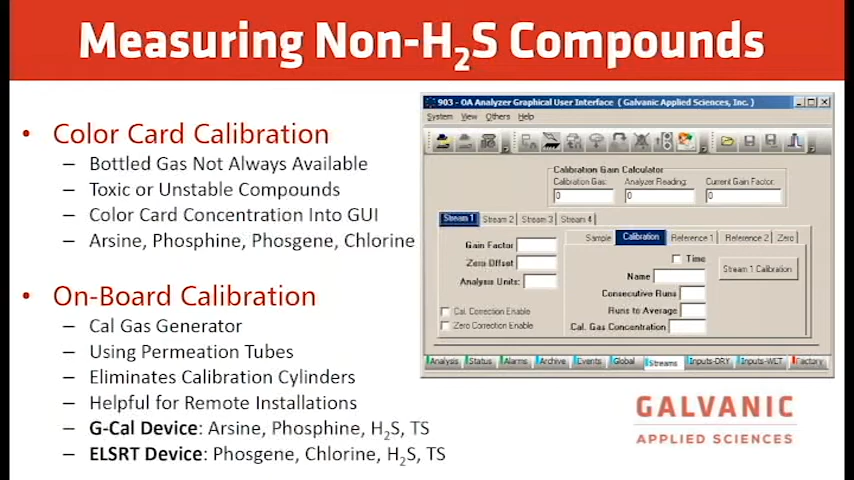 Measuring Non-H₂S Compounds
• Color Card Calibration
– Bottled Gas Not Always Available
– Toxic or Unstable Compounds
– Color Card Concentration Into GUI
– Arsine, Phosphine, Phosgene, Chlorine
• On-Board Calibration
– Cal Gas Generator
– Using Permeation Tubes
– Eliminates Calibration Cylinders
– Helpful for Remote Installations
– G-Cal Device: Arsine, Phosphine, H₂S, TS
– ELSRT Device: Phosgene, Chlorine, H₂S, TS
903 - OA Analyzer Graphical User Interface ( Galvanic Applied Sciences, Inc. )
System View Others Help
Calibration Gain Calculator
Calibration Gas: Analyzer Reading: Current Gain Factor:
0 0 0
Stream 1 Stream 2 Stream 3 Stream 4
Gain Factor
Zero Offset
Analysis Units:
Cal. Correction Enable
Zero Correction Enable
Sample Calibration Reference 1 Reference 2 Zero
Time
Name
Consecutive Runs
Runs to Average
Cal. Gas Concentration
Stream 1 Calibration
Analysis Status Alarms Archive Events Global Streams Inputs-DRY Inputs-WET Factory
GALVANIC
APPLIED SCIENCES